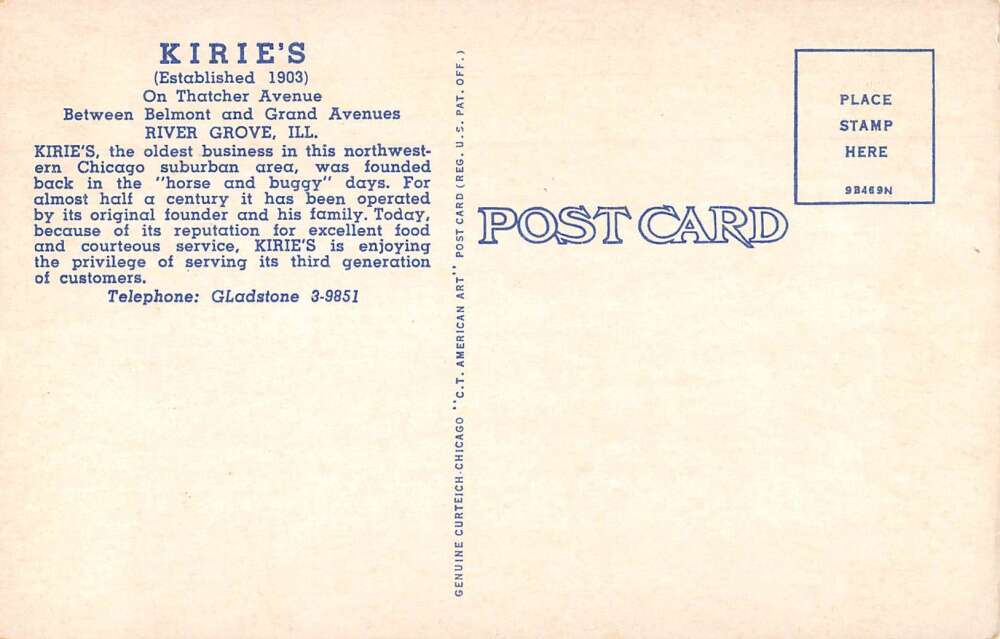 KIRIE'S
(Established 1903)
On Thatcher Avenue
Between Belmont and Grand Avenues
RIVER GROVE, ILL.
KIRIE'S, the oldest business in this northwest-
ern Chicago suburban area, was founded
back in the "horse and buggy" days. For
almost half a century it has been operated
by its original founder and his family. Today,
because of its reputation for excellent food
and courteous service, KIRIE'S is enjoying
the privilege of serving its third generation
of customers.
Telephone: GLadstone 3-9851
GENUINE CURTEICH-CHICAGO "C.T. AMERICAN ART" POST CARD (REG. U.S. PAT. OFF.)
POST CARD
PLACE
STAMP
HERE
9B469N